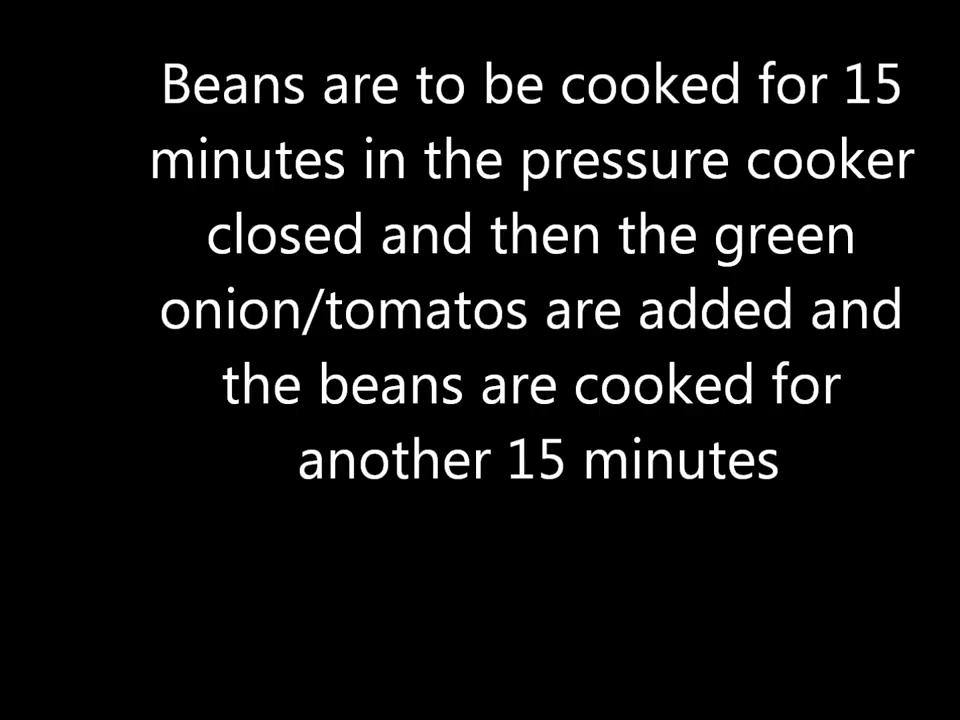 Beans are to be cooked for 15
minutes in the pressure cooker
closed and then the green
onion/tomatos are added and
the beans are cooked for
another 15 minutes